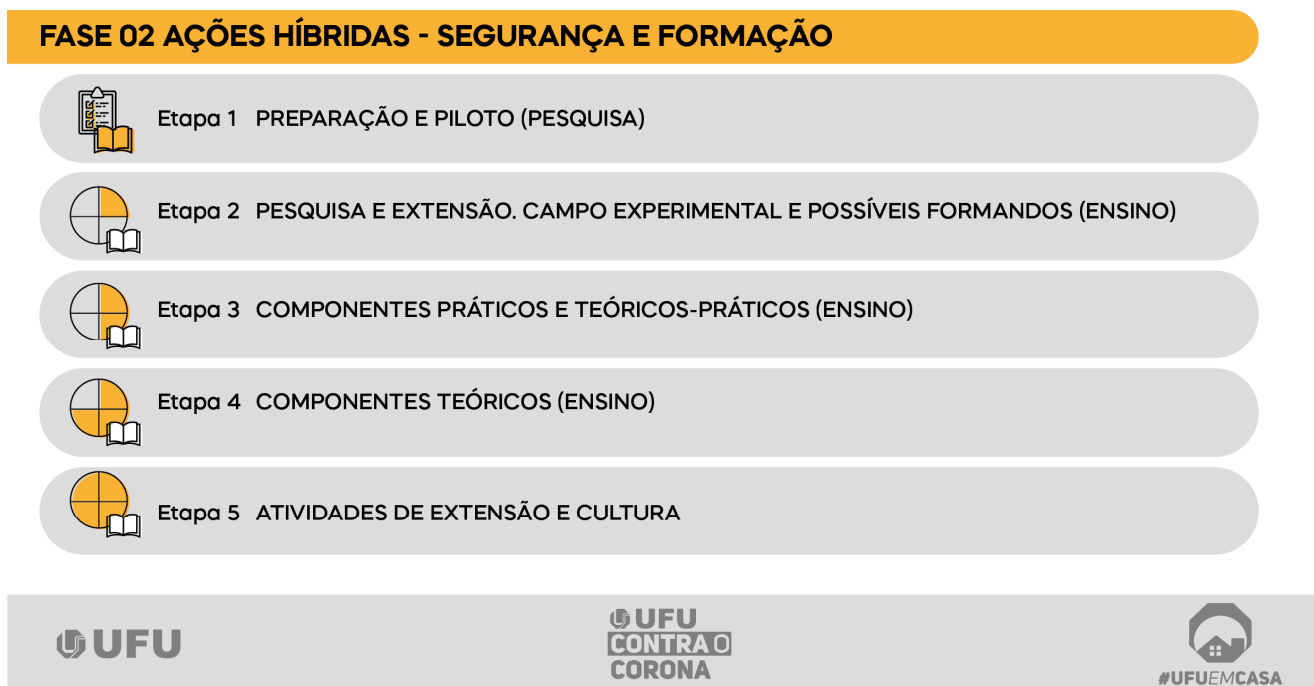 FASE 02 AÇÕES HÍBRIDAS - SEGURANÇA E FORMAÇÃO
Etapa 1 PREPARAÇÃO E PILOTO (PESQUISA)
Etapa 2 PESQUISA E EXTENSÃO. CAMPO EXPERIMENTAL E POSSÍVEIS FORMANDOS (ENSINO)
Etapa 3 COMPONENTES PRÁTICOS E TEÓRICOS-PRÁTICOS (ENSINO)
Etapa 4 COMPONENTES TEÓRICOS (ENSINO)
Etapa 5 ATIVIDADES DE EXTENSÃO E CULTURA
UFU
UFU
CONTRA O
CORONA
#UFUEMCASA